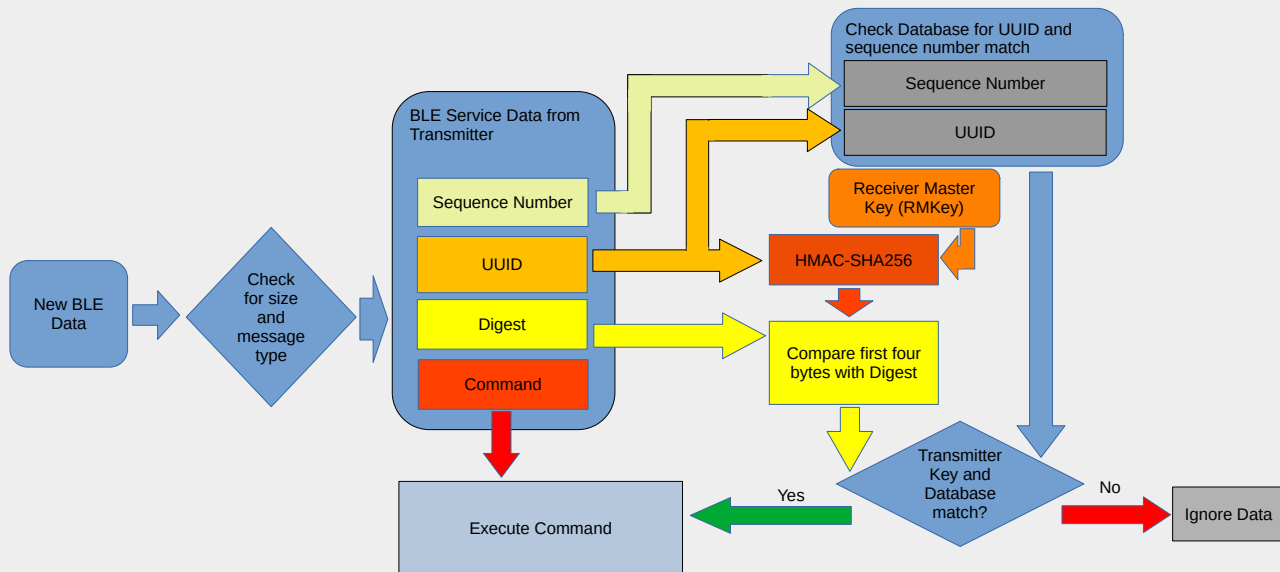 New BLE
Data
Check
for size
and
message
type
BLE Service Data from
Transmitter
Sequence Number
UUID
Digest
Command
Check Database for UUID and
sequence number match
Sequence Number
UUID
Receiver Master
Key (RMKey)
HMAC-SHA256
Compare first four
bytes with Digest
Transmitter
Key and
Database
match?
Yes
No
Execute Command
Ignore Data